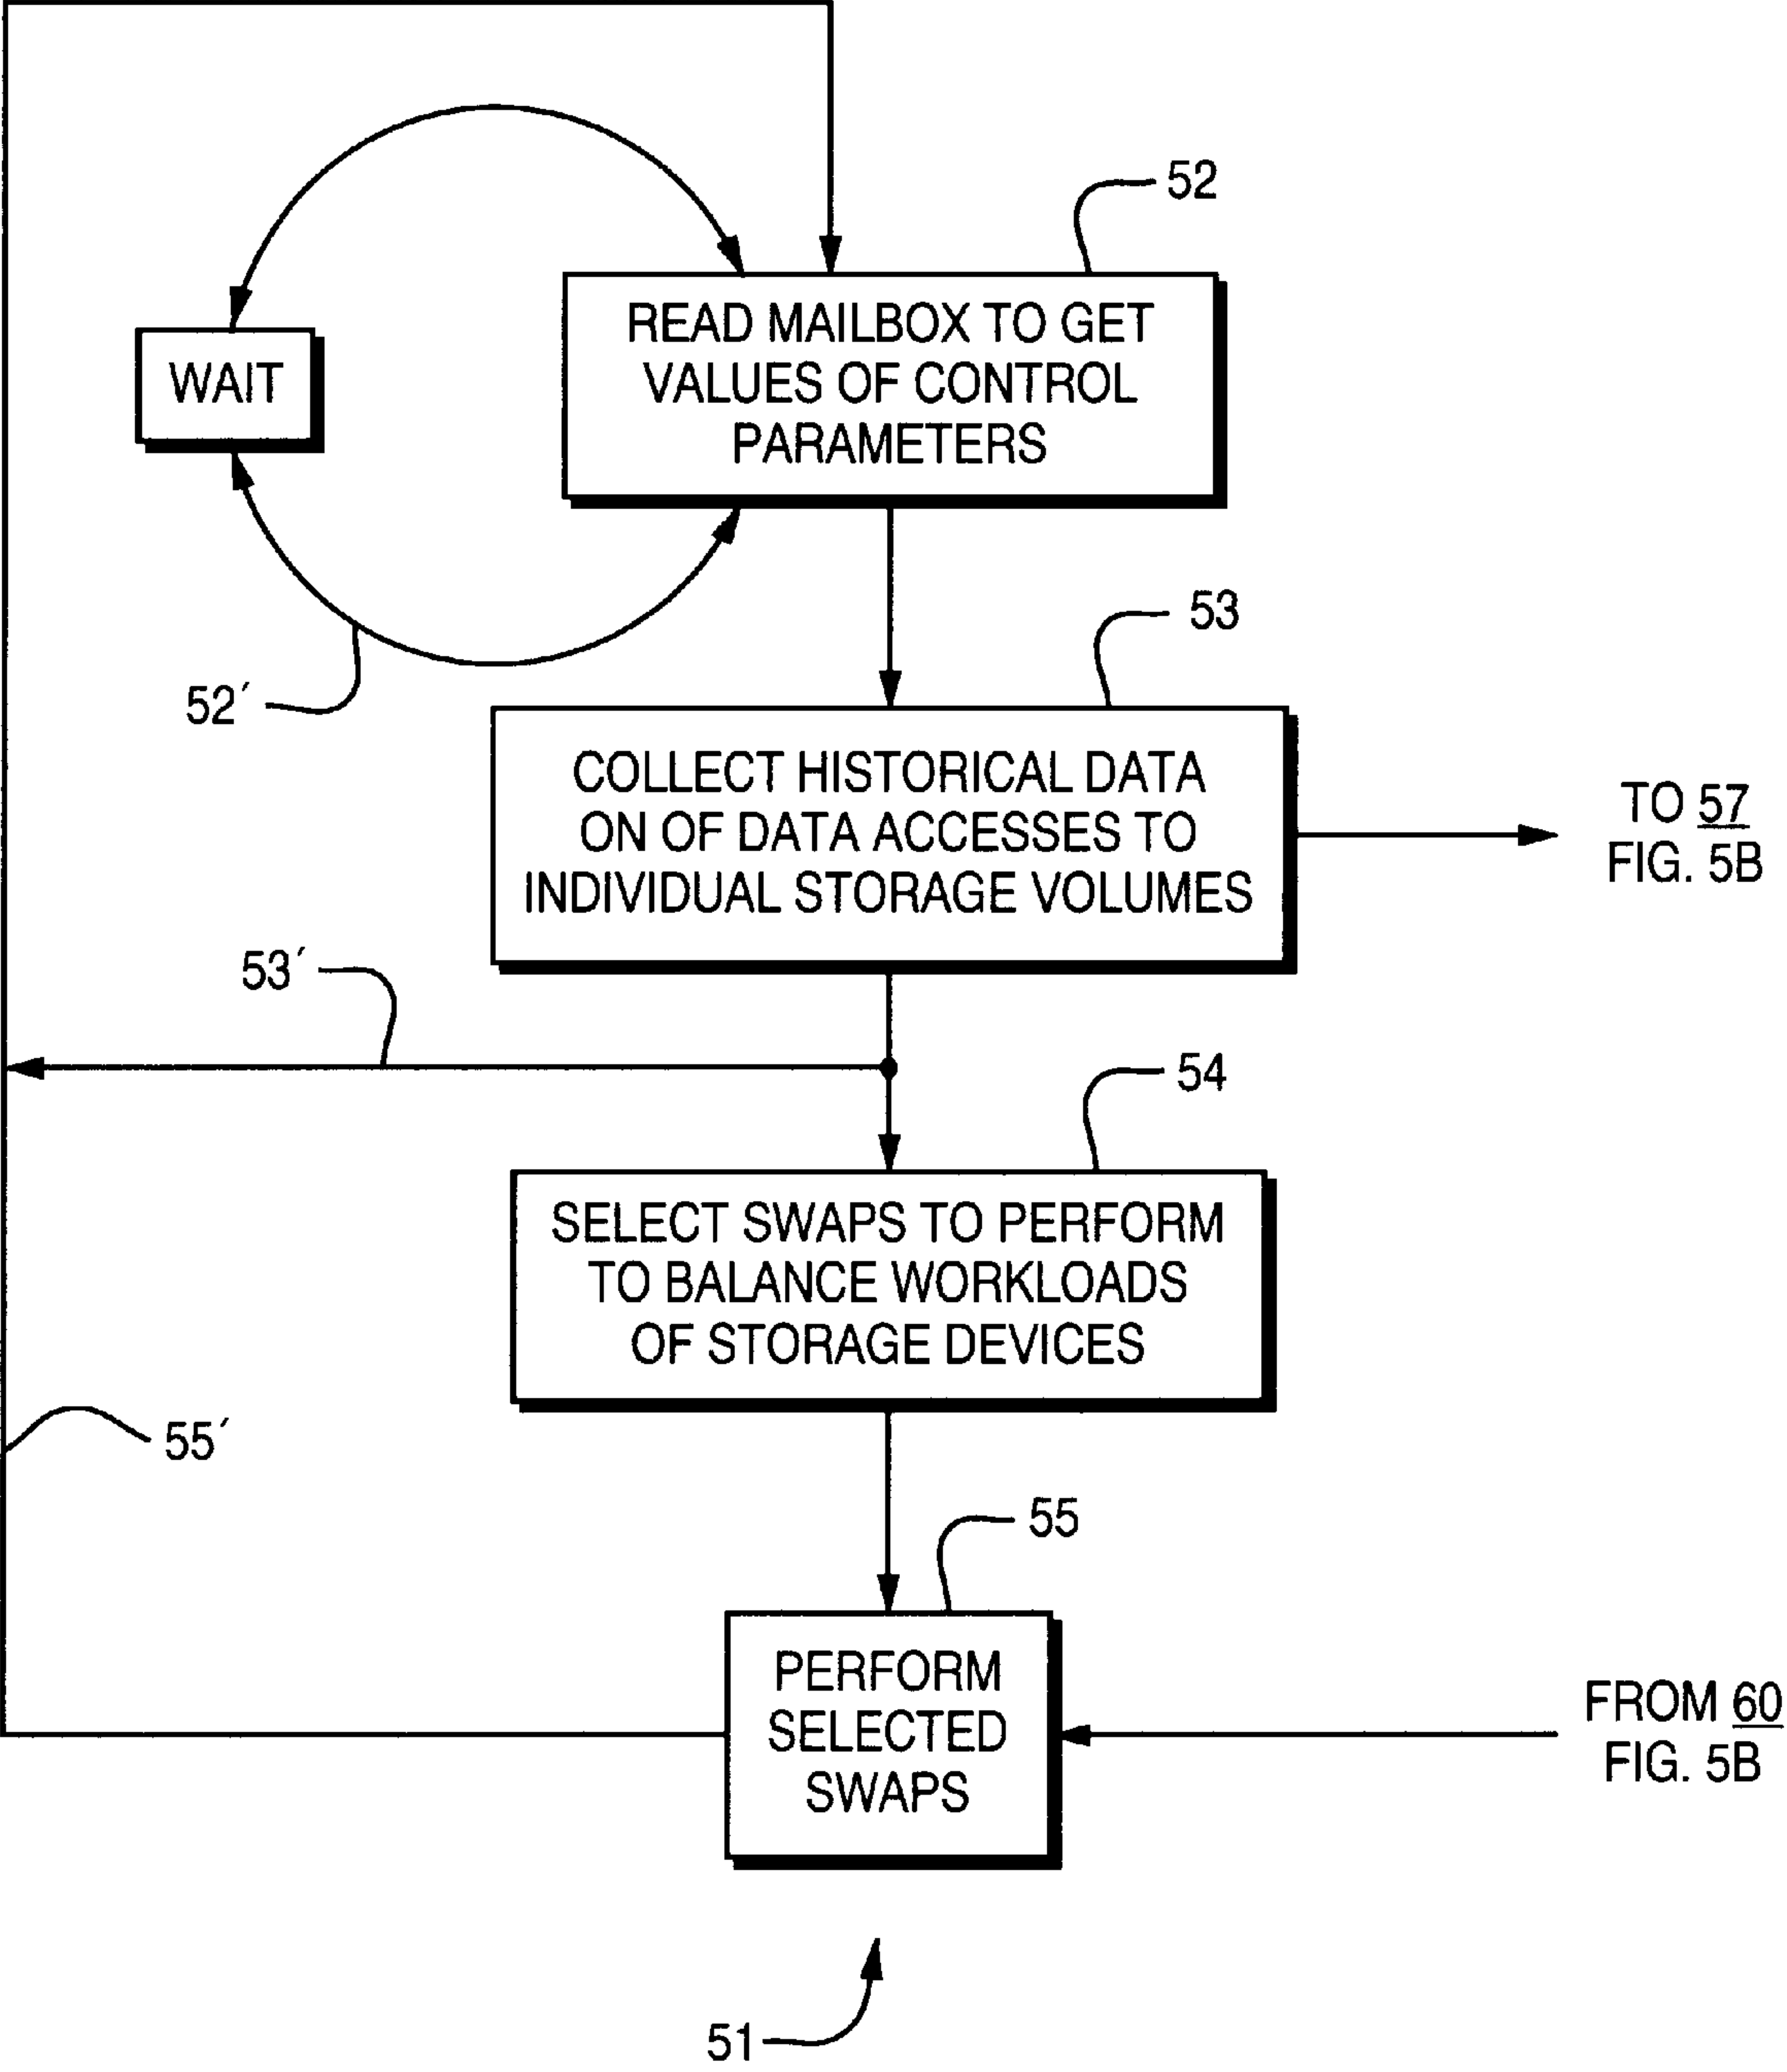 52
READ MAILBOX TO GET
VALUES OF CONTROL
PARAMETERS
WAIT
52′
53
COLLECT HISTORICAL DATA
ON OF DATA ACCESSES TO
INDIVIDUAL STORAGE VOLUMES
TO 57
FIG. 5B
53′
54
SELECT SWAPS TO PERFORM
TO BALANCE WORKLOADS
OF STORAGE DEVICES
55′
55
PERFORM
SELECTED
SWAPS
FROM 60
FIG. 5B
51